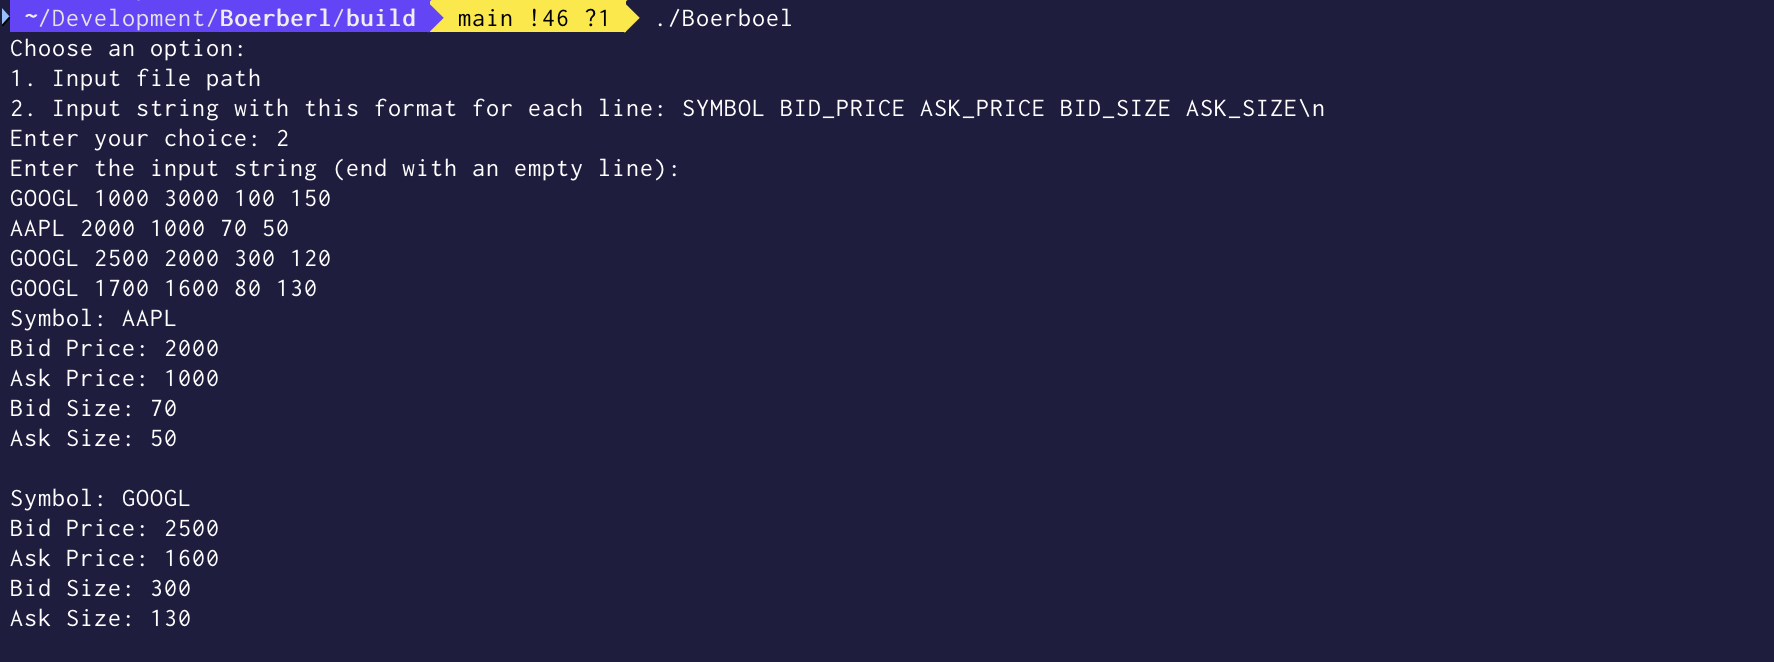 ~/Development/Boerberl/build main !46 ?1 ./Boerboel
Choose an option:
1. Input file path
2. Input string with this format for each line: SYMBOL BID_PRICE ASK_PRICE BID_SIZE ASK_SIZE\n
Enter your choice: 2
Enter the input string (end with an empty line):
GOOGL 1000 3000 100 150
AAPL 2000 1000 70 50
GOOGL 2500 2000 300 120
GOOGL 1700 1600 80 130
Symbol: AAPL
Bid Price: 2000
Ask Price: 1000
Bid Size: 70
Ask Size: 50
Symbol: GOOGL
Bid Price: 2500
Ask Price: 1600
Bid Size: 300
Ask Size: 130